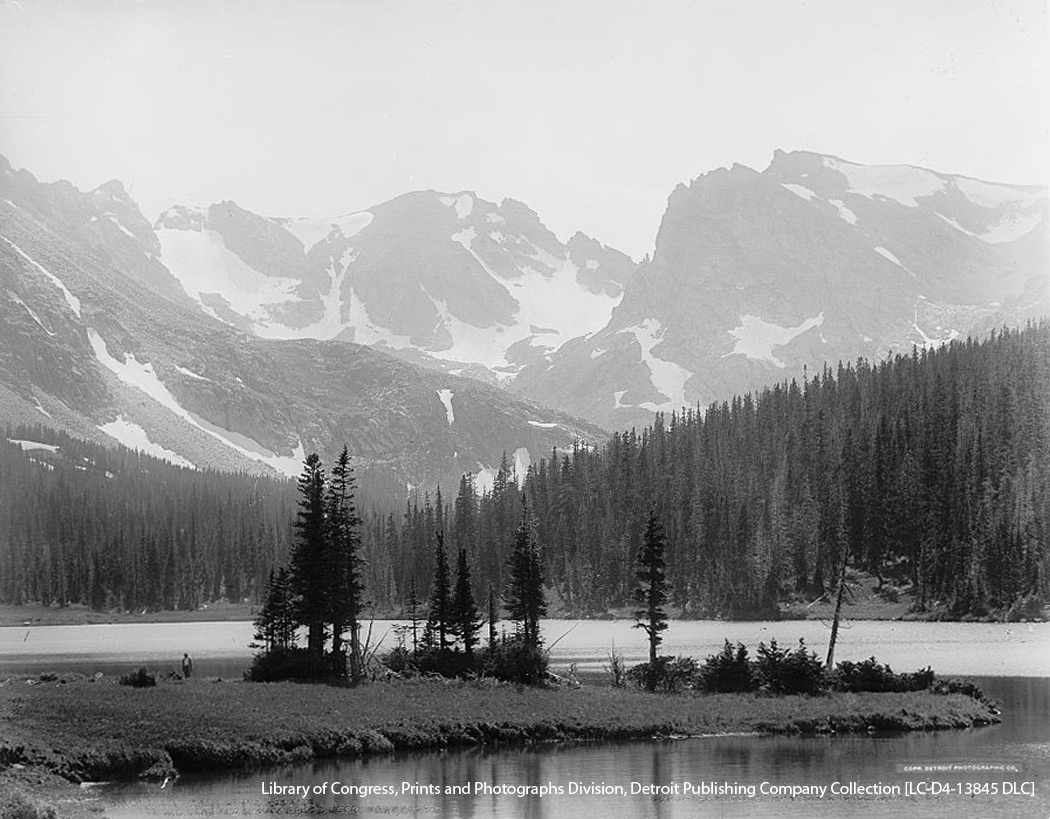 COPR. DETROIT PHOTOGRAPHIC CO.
Library of Congress, Prints and Photographs Division, Detroit Publishing Company Collection [LC-D4-13845 DLC]